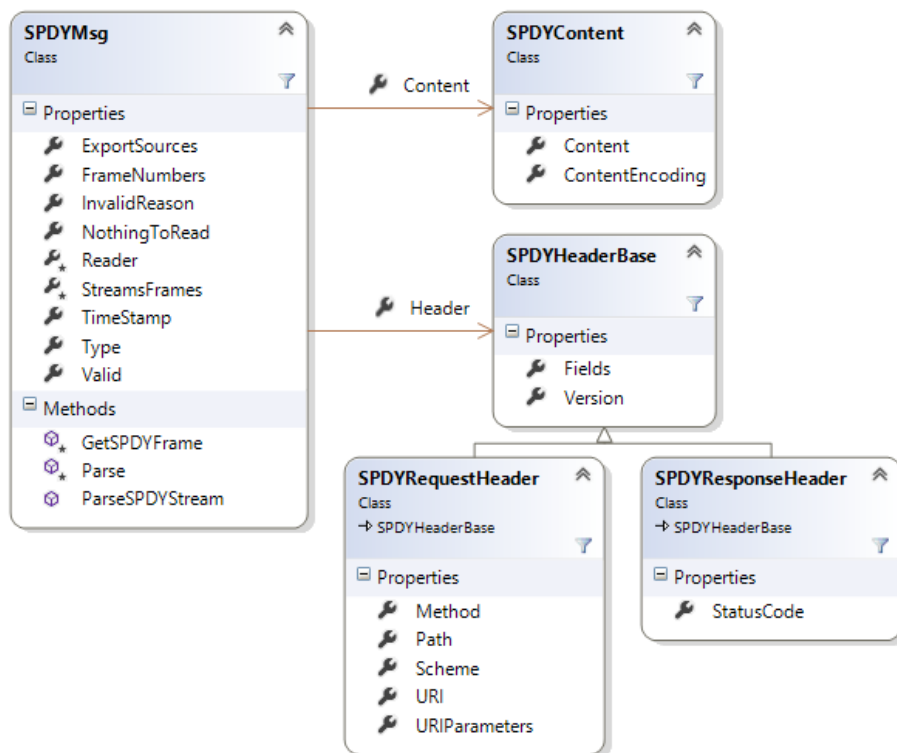 SPDYMsg
Class
Properties
ExportSources
FrameNumbers
InvalidReason
NothingToRead
Reader
StreamsFrames
TimeStamp
Type
Valid
Methods
GetSPDYFrame
Parse
ParseSPDYStream
Content
SPDYContent
Class
Properties
Content
ContentEncoding
Header
SPDYHeaderBase
Class
Properties
Fields
Version
SPDYRequestHeader
Class
SPDYHeaderBase
Properties
Method
Path
Scheme
URI
URIParameters
SPDYResponseHeader
Class
SPDYHeaderBase
Properties
StatusCode